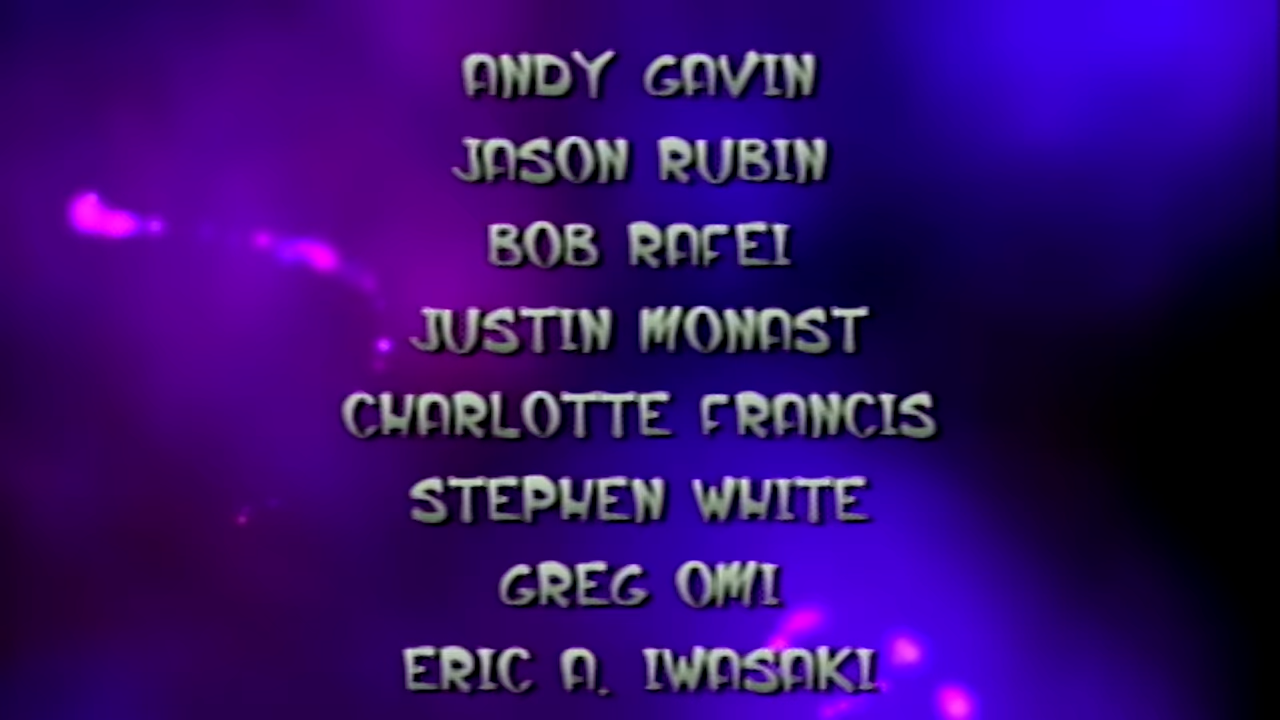 ANDY GAVIN
JASON RUBIN
BOB RAFEI
JUSTIN MONAST
CHARLOTTE FRANCIS
STEPHEN WHITE
GREG OMI
ERIC A. IWASAKI